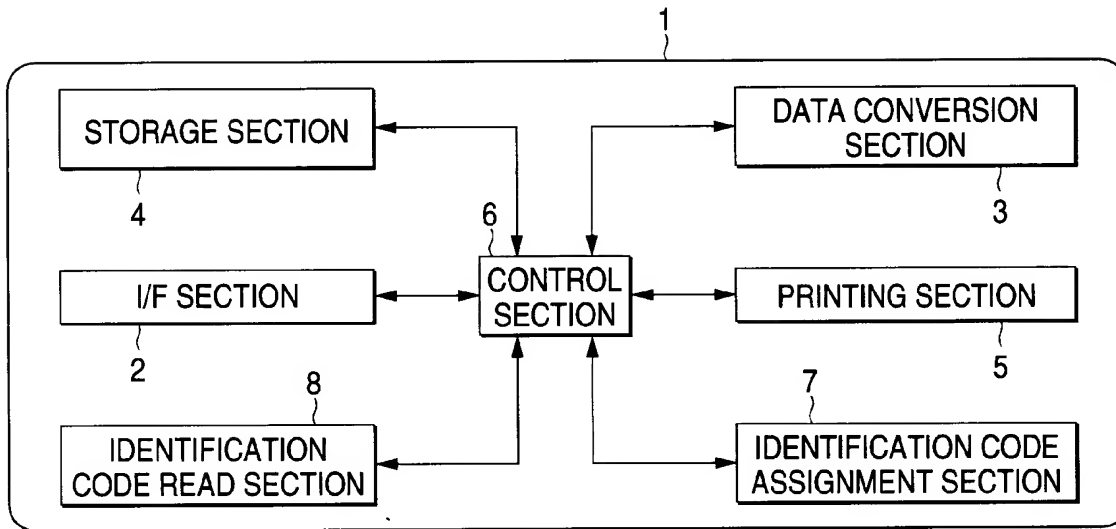 1
STORAGE SECTION
4
DATA CONVERSION
SECTION
3
I/F SECTION
2
6
CONTROL
SECTION
PRINTING SECTION
5
8
IDENTIFICATION
CODE READ SECTION
7
IDENTIFICATION CODE
ASSIGNMENT SECTION